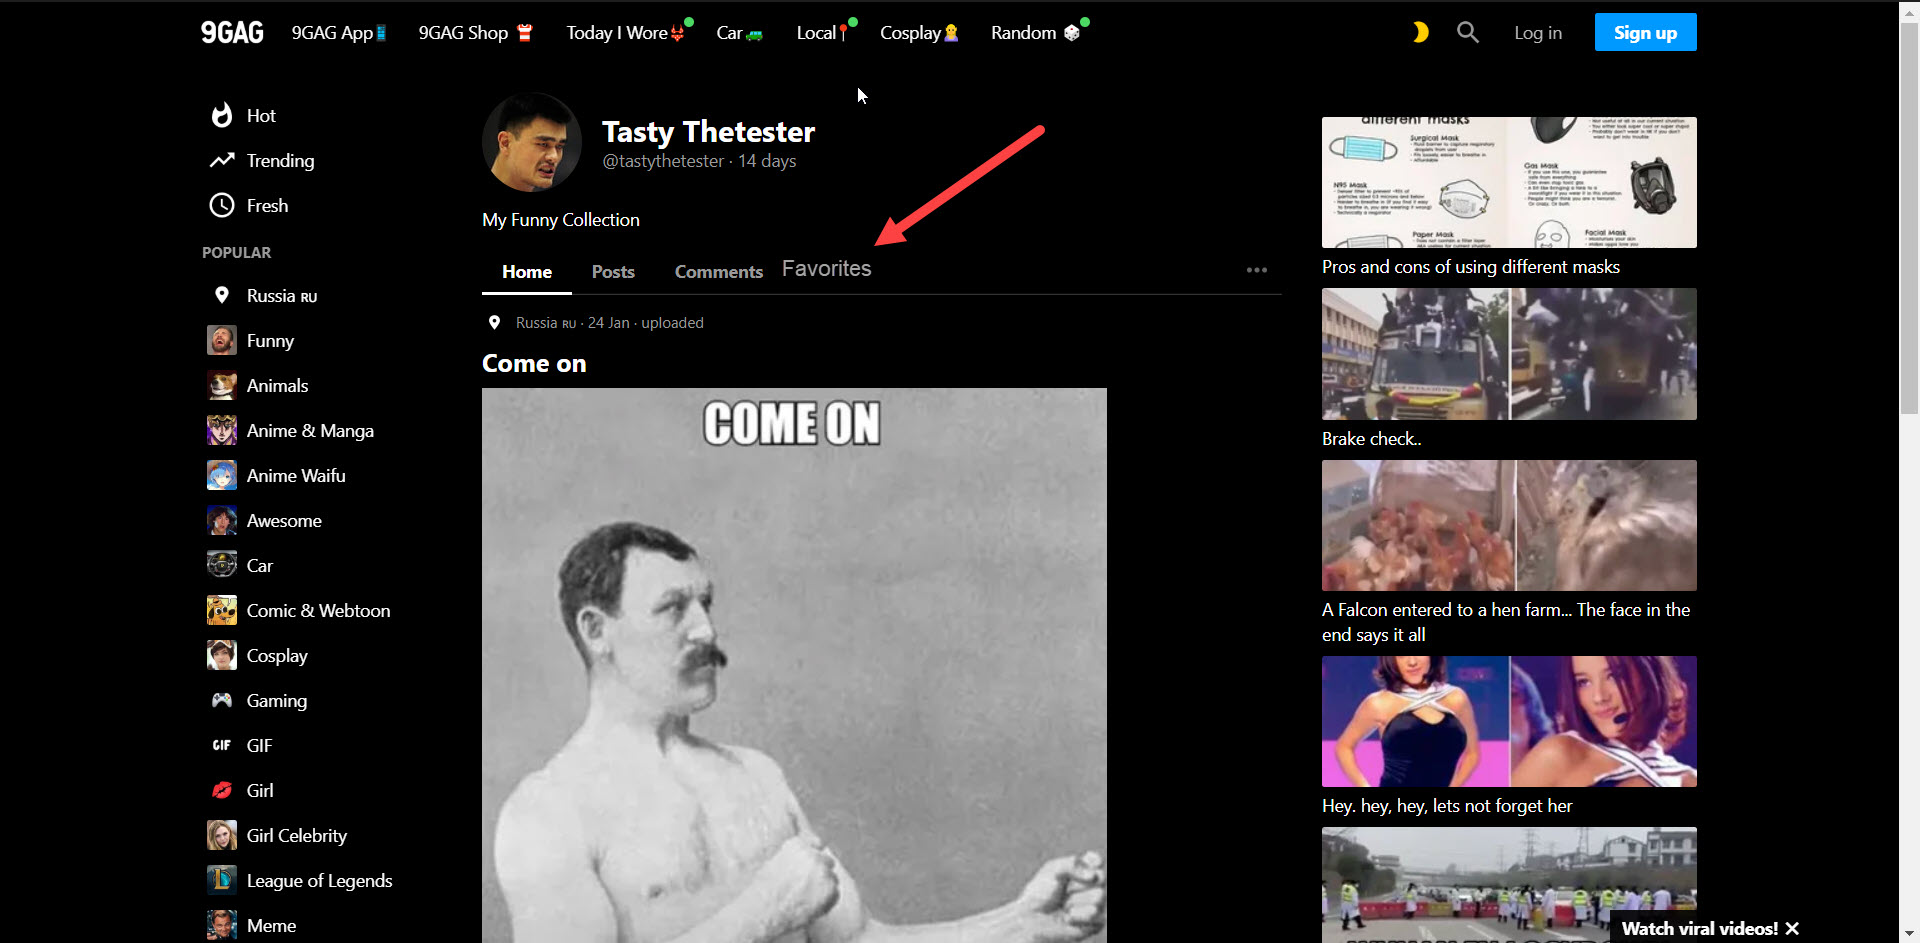 9GAG
9GAG App
9GAG Shop
Today I Wore
Car
Local
Cosplay
Random
Log in
Sign up
Hot
Trending
Fresh
POPULAR
Russia RU
Funny
Animals
Anime & Manga
Anime Waifu
Awesome
Car
Comic & Webtoon
Cosplay
Gaming
GIF GIF
Girl
Girl Celebrity
League of Legends
Meme
Tasty Thetester
@tastythetester · 14 days
My Funny Collection
Home
Posts
Comments
Favorites
Russia RU · 24 Jan · uploaded
Come on
COME ON
different masks
Surgical Mask
Gas Mask
N95 Mask
Paper Mask
Facial Mask
Pros and cons of using different masks
Brake check..
A Falcon entered to a hen farm... The face in the
end says it all
Hey. hey, hey, lets not forget her
Watch viral videos!